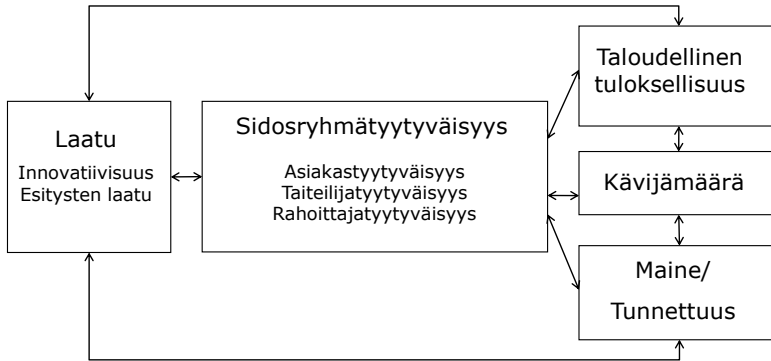 Laatu
Innovatiivisuus
Esitysten laatu
Sidosryhmätyytyväisyys
Asiakastyytyväisyys
Taiteilijatyytyväisyys
Rahoittajatyytyväisyys
Taloudellinen
tuloksellisuus
Kävijämäärä
Maine/
Tunnettuus